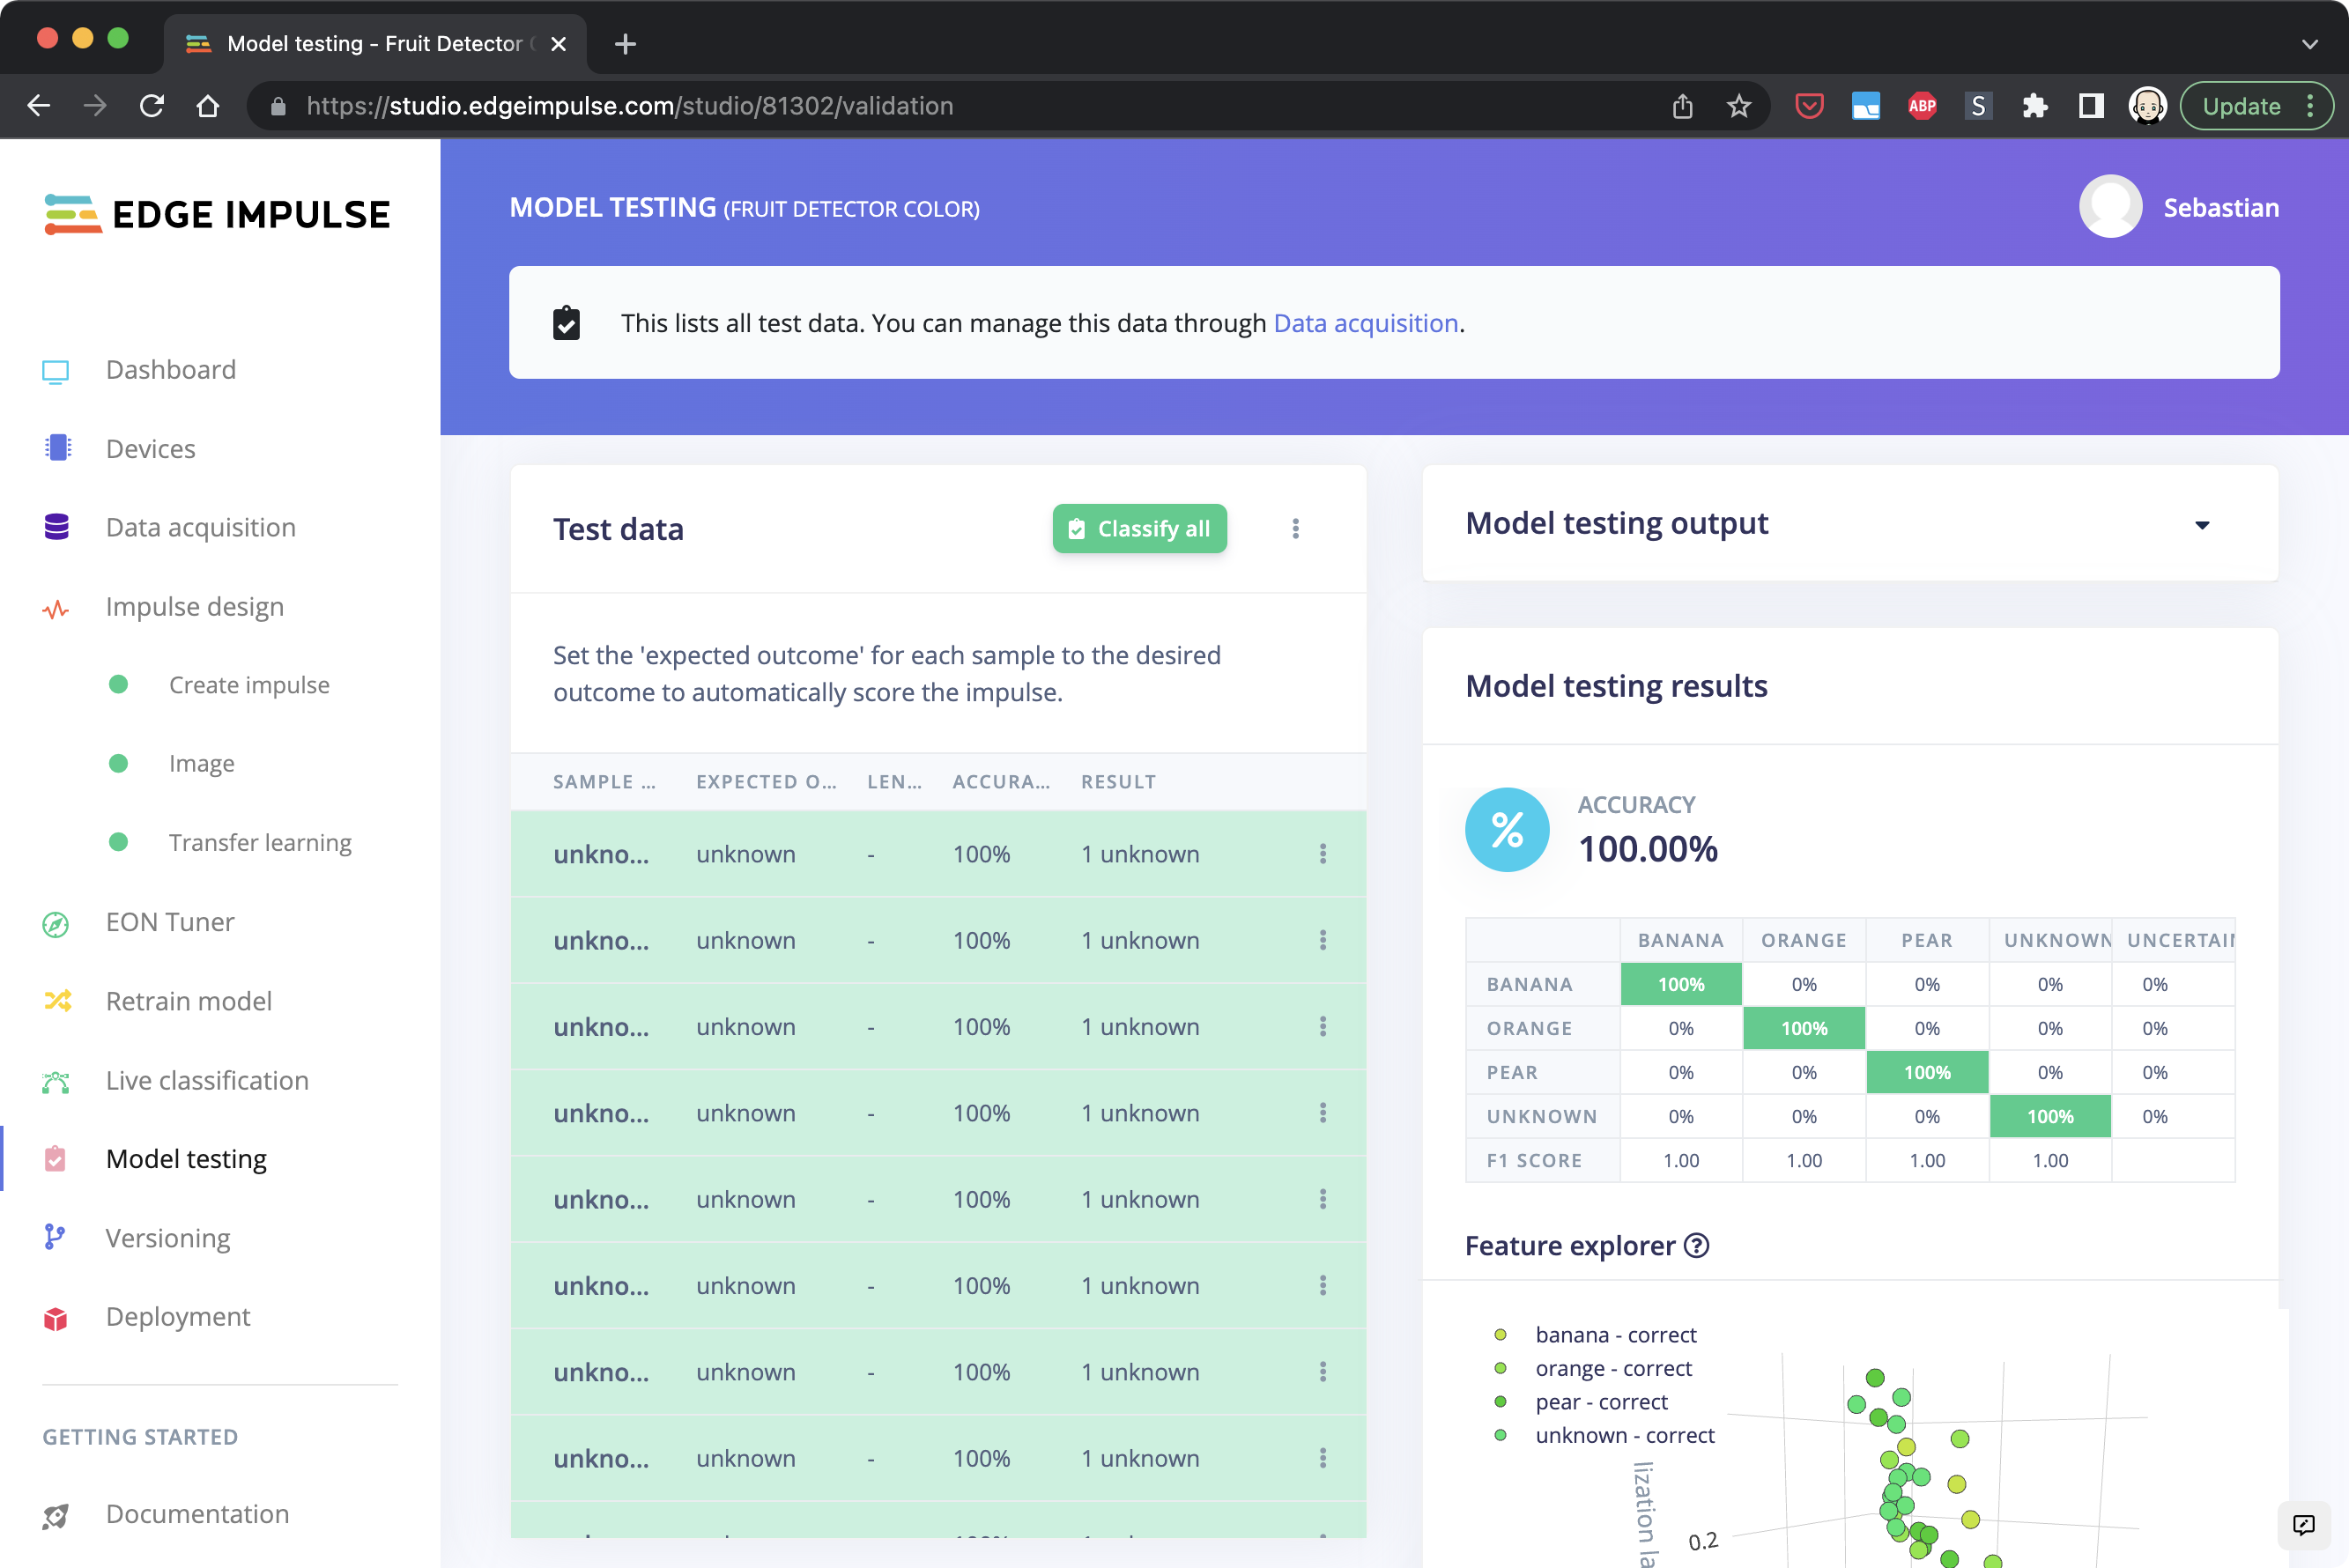 Model testing - Fruit Detector
https://studio.edgeimpulse.com/studio/81302/validation
ABP
S
Update
EDGE IMPULSE
Dashboard
Devices
Data acquisition
Impulse design
Create impulse
Image
Transfer learning
EON Tuner
Retrain model
Live classification
Model testing
Versioning
Deployment
GETTING STARTED
Documentation
MODEL TESTING (FRUIT DETECTOR COLOR)
Sebastian
This lists all test data. You can manage this data through Data acquisition.
Test data
Classify all
Set the 'expected outcome' for each sample to the desired
outcome to automatically score the impulse.
SAMPLE ... EXPECTED O... LEN... ACCURA... RESULT
unkno... unknown - 100% 1 unknown
unkno... unknown - 100% 1 unknown
unkno... unknown - 100% 1 unknown
unkno... unknown - 100% 1 unknown
unkno... unknown - 100% 1 unknown
unkno... unknown - 100% 1 unknown
unkno... unknown - 100% 1 unknown
unkno... unknown - 100% 1 unknown
Model testing output
Model testing results
%
ACCURACY
100.00%
BANANA ORANGE PEAR UNKNOWN UNCERTAI
BANANA 100% 0% 0% 0% 0%
ORANGE 0% 100% 0% 0% 0%
PEAR 0% 0% 100% 0% 0%
UNKNOWN 0% 0% 0% 100% 0%
F1 SCORE 1.00 1.00 1.00 1.00
Feature explorer ?
banana - correct
orange - correct
pear - correct
unknown - correct
lization la
0.2